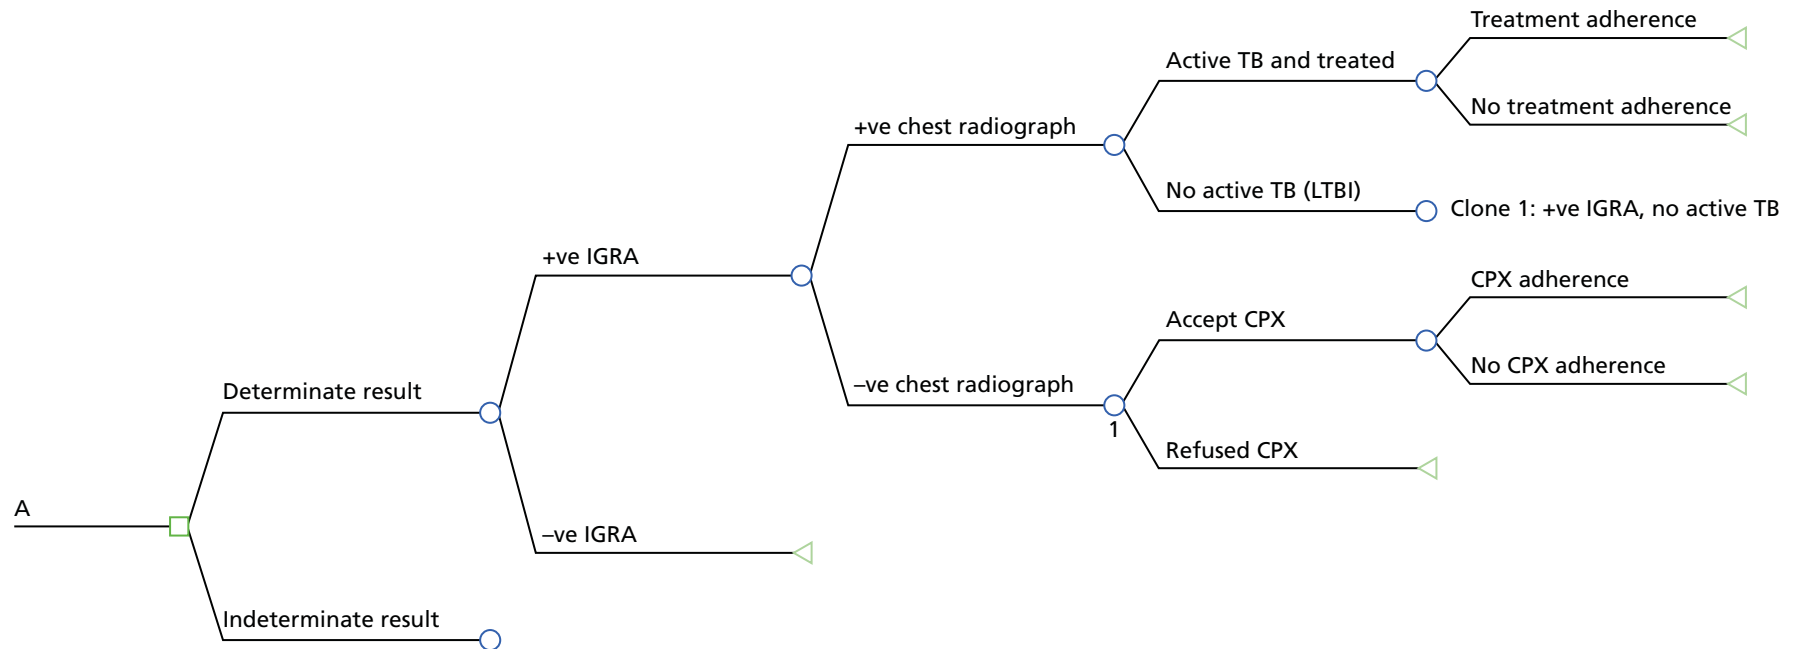 Treatment adherence
Active TB and treated
No treatment adherence
+ve chest radiograph
No active TB (LTBI)
Clone 1: +ve IGRA, no active TB
+ve IGRA
CPX adherence
Accept CPX
No CPX adherence
–ve chest radiograph
1
Refused CPX
Determinate result
A
–ve IGRA
Indeterminate result